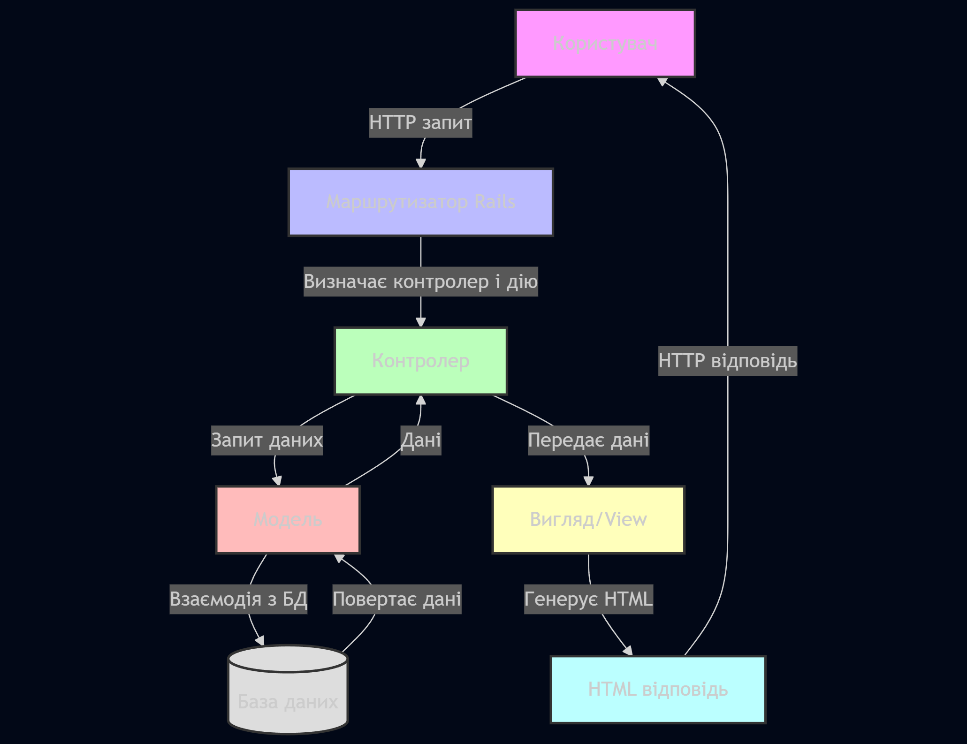 Користувач
HTTP запит
Маршрутизатор Rails
Визначає контролер і дію
Контролер
HTTP відповідь
Запит даних
Дані
Передає дані
Модель
Вигляд/View
Взаємодія з БД
Повертає дані
Генерує HTML
База даних
HTML відповідь